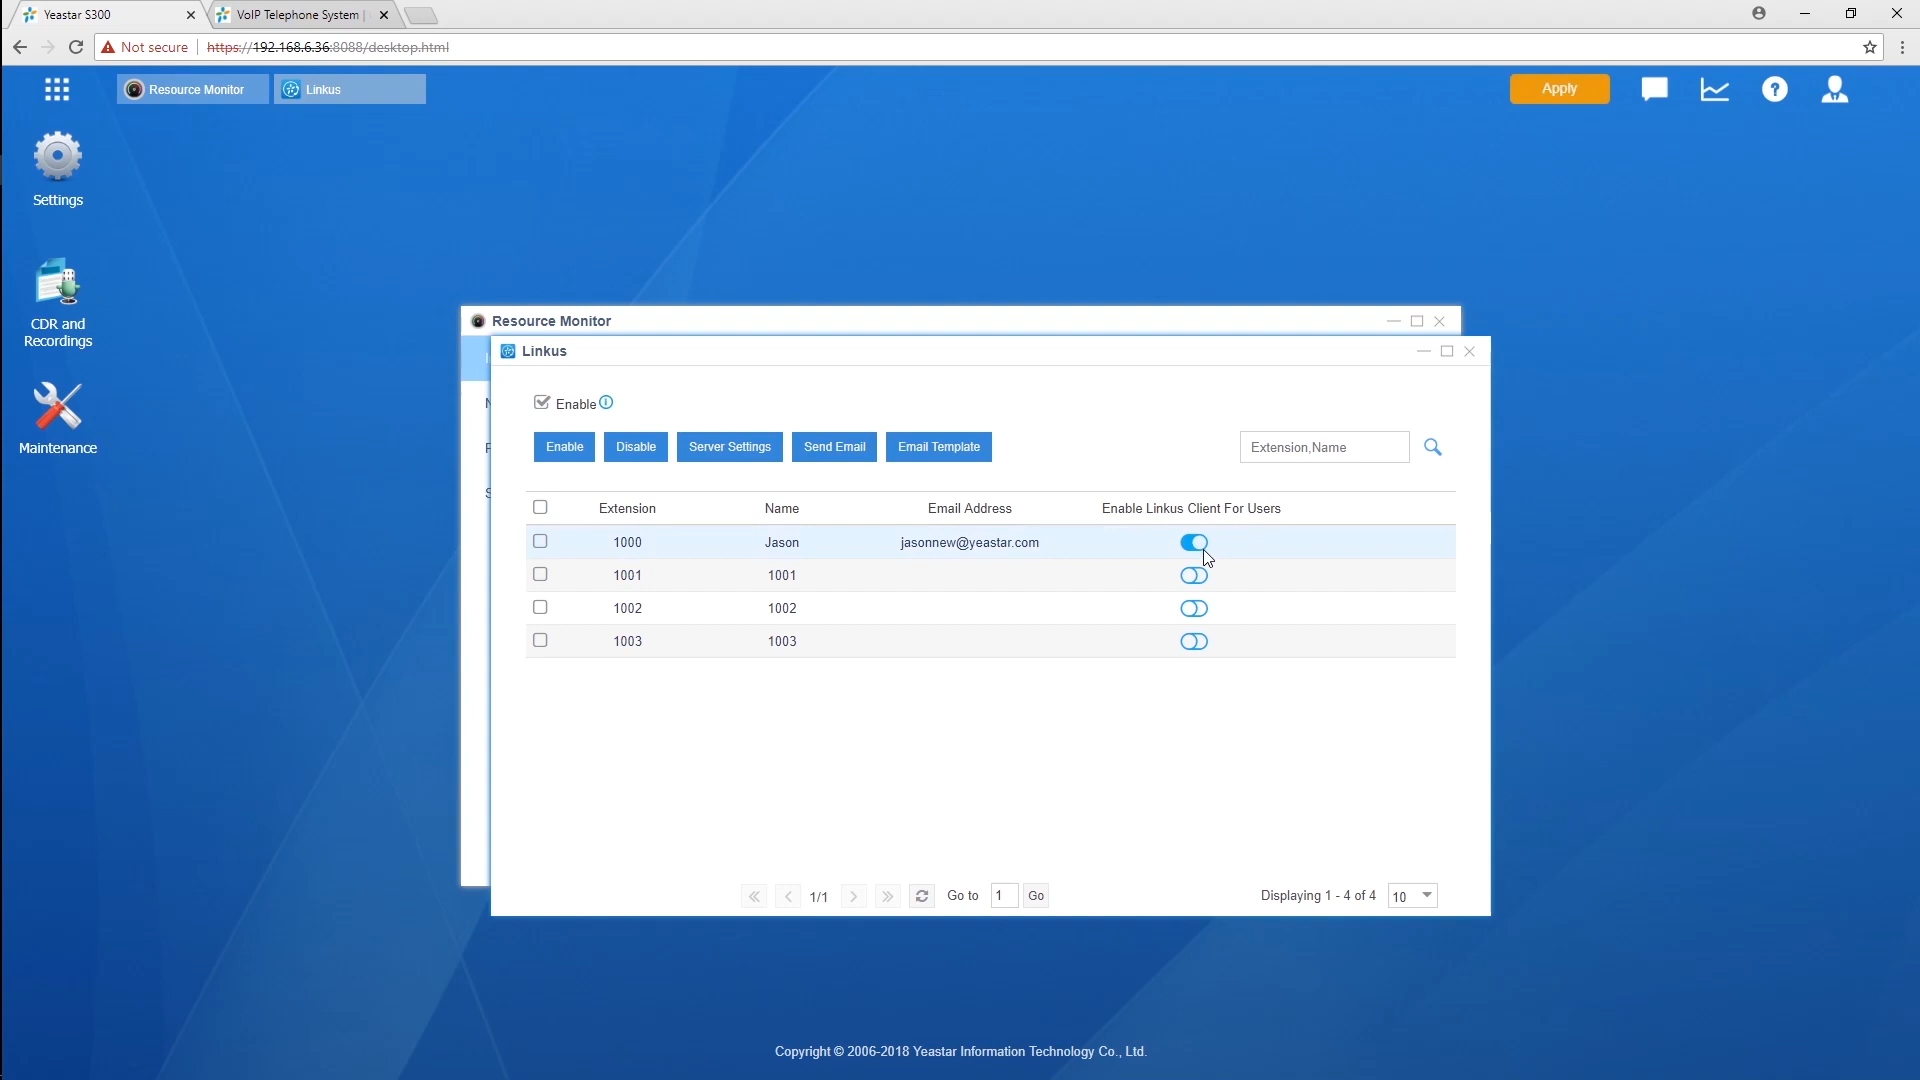 Yeastar S300
VoIP Telephone System |
Not secure
https://192.168.6.36:8088/desktop.html
Resource Monitor
Linkus
Apply
Settings
CDR and
Recordings
Maintenance
Resource Monitor
Linkus
Enable
Enable
Disable
Server Settings
Send Email
Email Template
Extension,Name
Extension
Name
Email Address
Enable Linkus Client For Users
1000
Jason
jasonnew@yeastar.com
1001
1001
1002
1002
1003
1003
1/1
Go to
1
Go
Displaying 1 - 4 of 4
10
Copyright © 2006-2018 Yeastar Information Technology Co., Ltd.